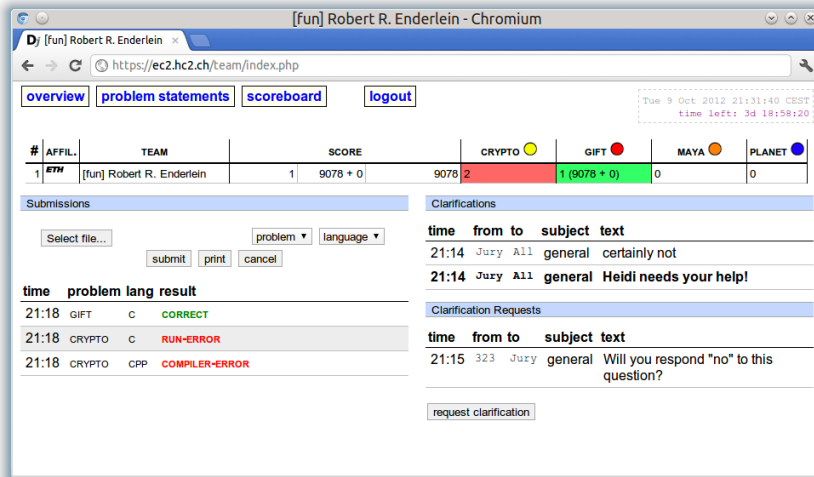 [fun] Robert R. Enderlein - Chromium
Dj [fun] Robert R. Enderlein ×
https://ec2.hc2.ch/team/index.php
overview problem statements scoreboard logout
Tue 9 Oct 2012 21:31:40 CEST
time left: 3d 18:58:20
# AFFIL. TEAM SCORE CRYPTO GIFT MAYA PLANET
1 ETH [fun] Robert R. Enderlein 1 9078 + 0 9078 2 1 (9078 + 0) 0 0
Submissions
Select file... problem ▾ language ▾
submit print cancel
time problem lang result
21:18 GIFT C CORRECT
21:18 CRYPTO C RUN-ERROR
21:18 CRYPTO CPP COMPILER-ERROR
Clarifications
time from to subject text
21:14 Jury All general certainly not
21:14 Jury All general Heidi needs your help!
Clarification Requests
time from to subject text
21:15 323 Jury general Will you respond "no" to this
question?
request clarification